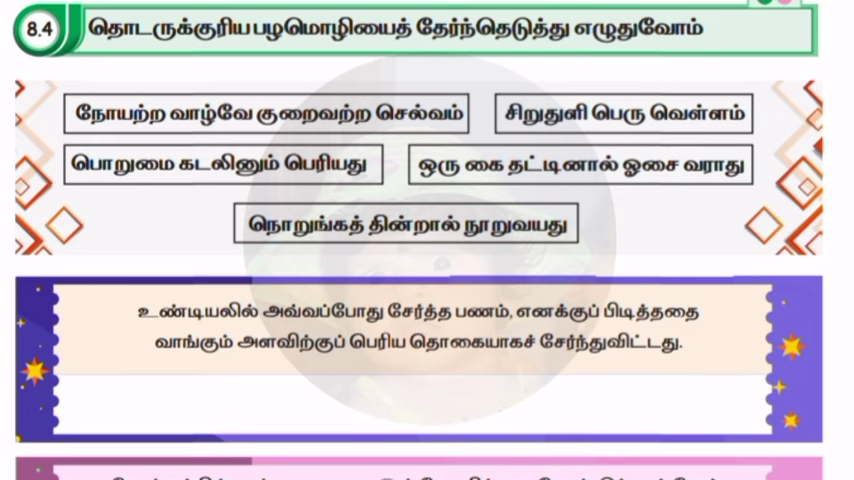 8.4 தொடருக்குரிய பழமொழியைத் தேர்ந்தெடுத்து எழுதுவோம்
நோயற்ற வாழ்வே குறைவற்ற செல்வம்
சிறுதுளி பெரு வெள்ளம்
பொறுமை கடலினும் பெரியது
ஒரு கை தட்டினால் ஓசை வராது
நொறுங்கத் தின்றால் நூறுவயது
உண்டியலில் அவ்வப்போது சேர்த்த பணம், எனக்குப் பிடித்ததை
வாங்கும் அளவிற்குப் பெரிய தொகையாகச் சேர்ந்துவிட்டது.